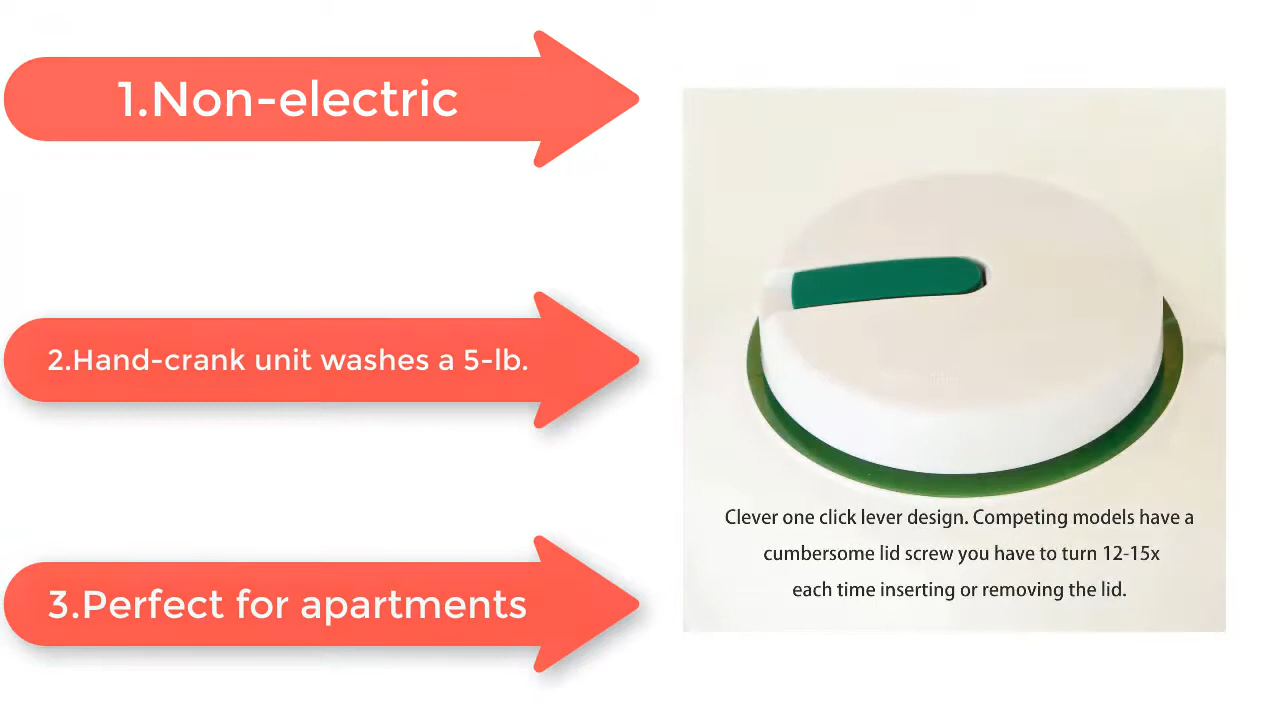 1.Non-electric
2.Hand-crank unit washes a 5-lb.
3.Perfect for apartments
Clever one click lever design. Competing models have a
cumbersome lid screw you have to turn 12-15x
each time inserting or removing the lid.